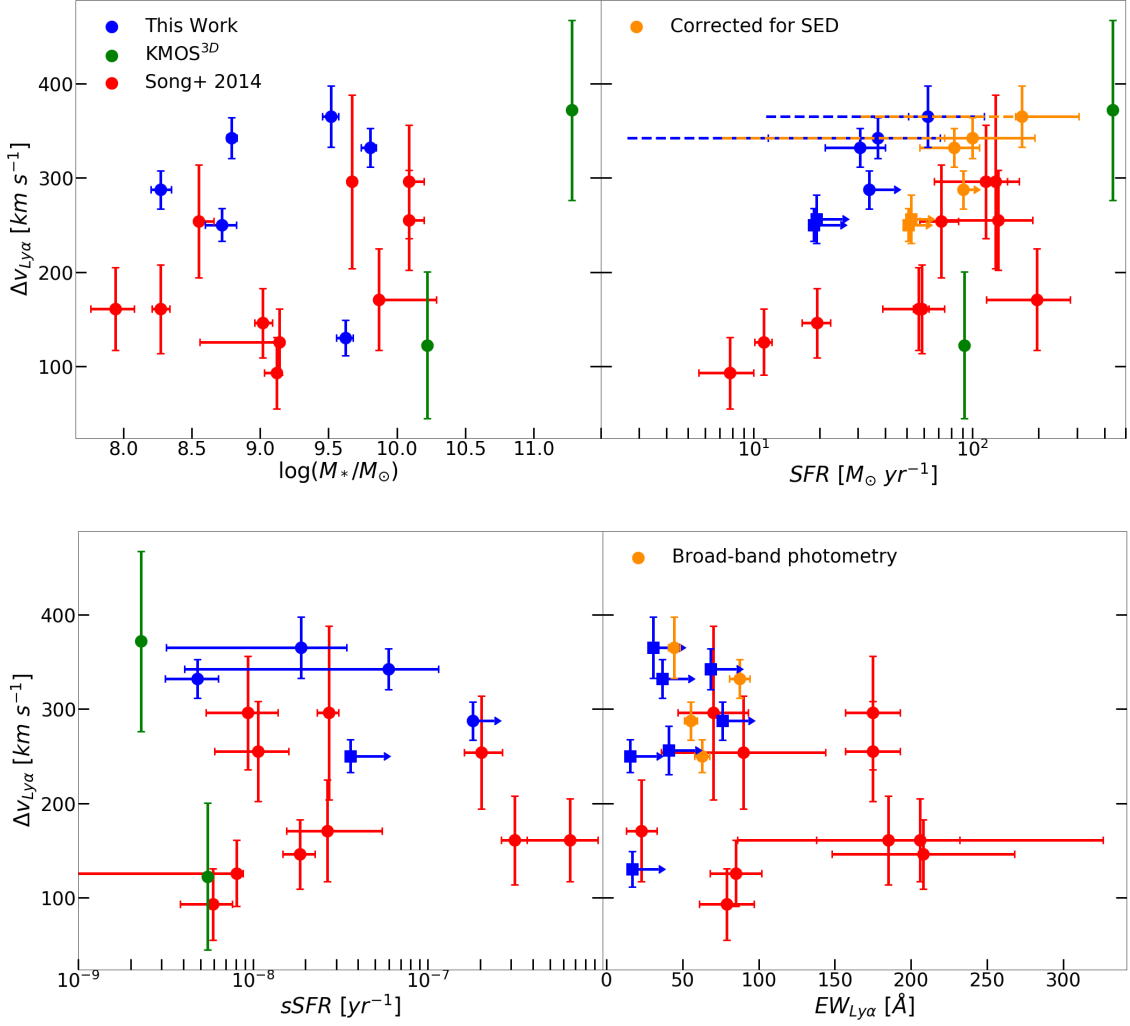 This Work
KMOS^{3D}
Song+ 2014
Corrected for SED
Δv_{Lyα} [km s^{-1}]
400
300
200
100
8.0 8.5 9.0 9.5 10.0 10.5 11.0
log(M_*/M_⊙)
10^1 10^2
SFR [M_⊙ yr^{-1}]
Broad-band photometry
Δv_{Lyα} [km s^{-1}]
400
300
200
100
10^{-9} 10^{-8} 10^{-7}
sSFR [yr^{-1}]
0 50 100 150 200 250 300
EW_{Lyα} [Å]